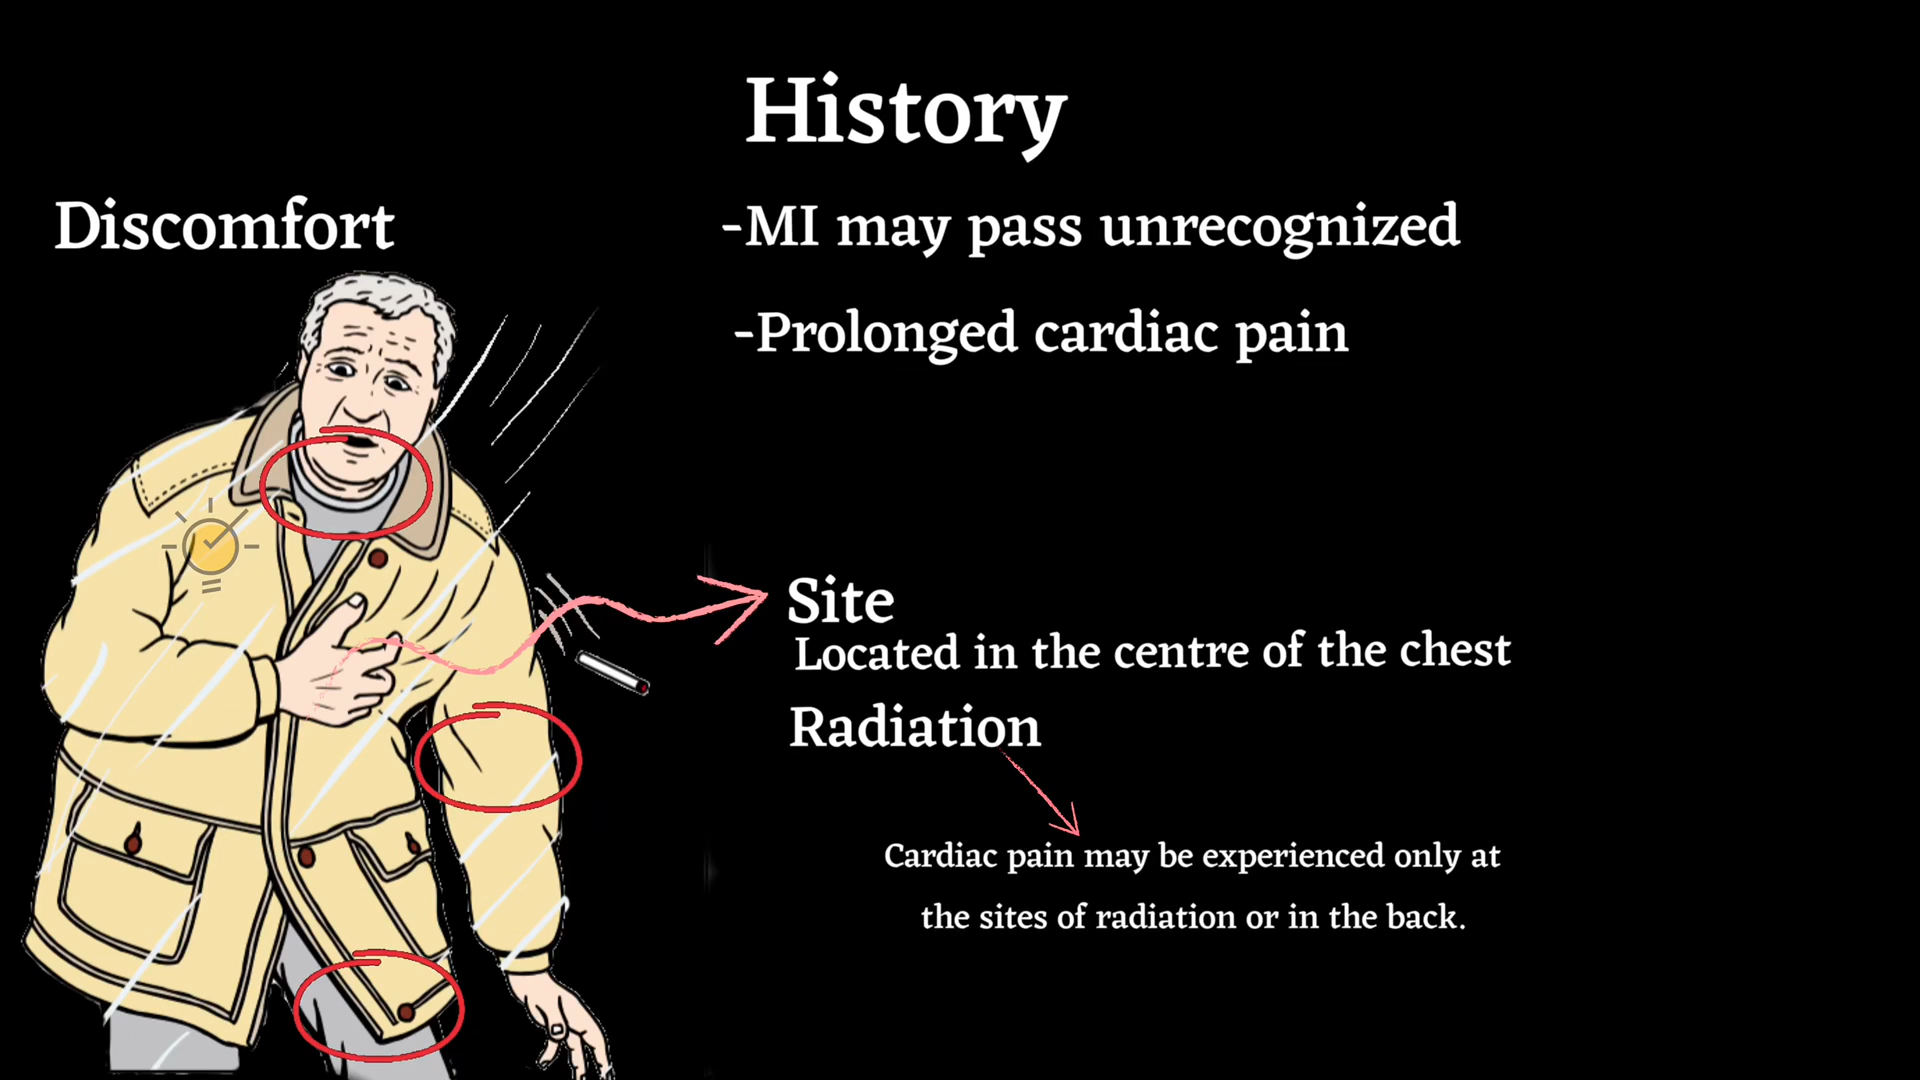 History
Discomfort
-MI may pass unrecognized
-Prolonged cardiac pain
Site
Located in the centre of the chest
Radiation
Cardiac pain may be experienced only at
the sites of radiation or in the back.